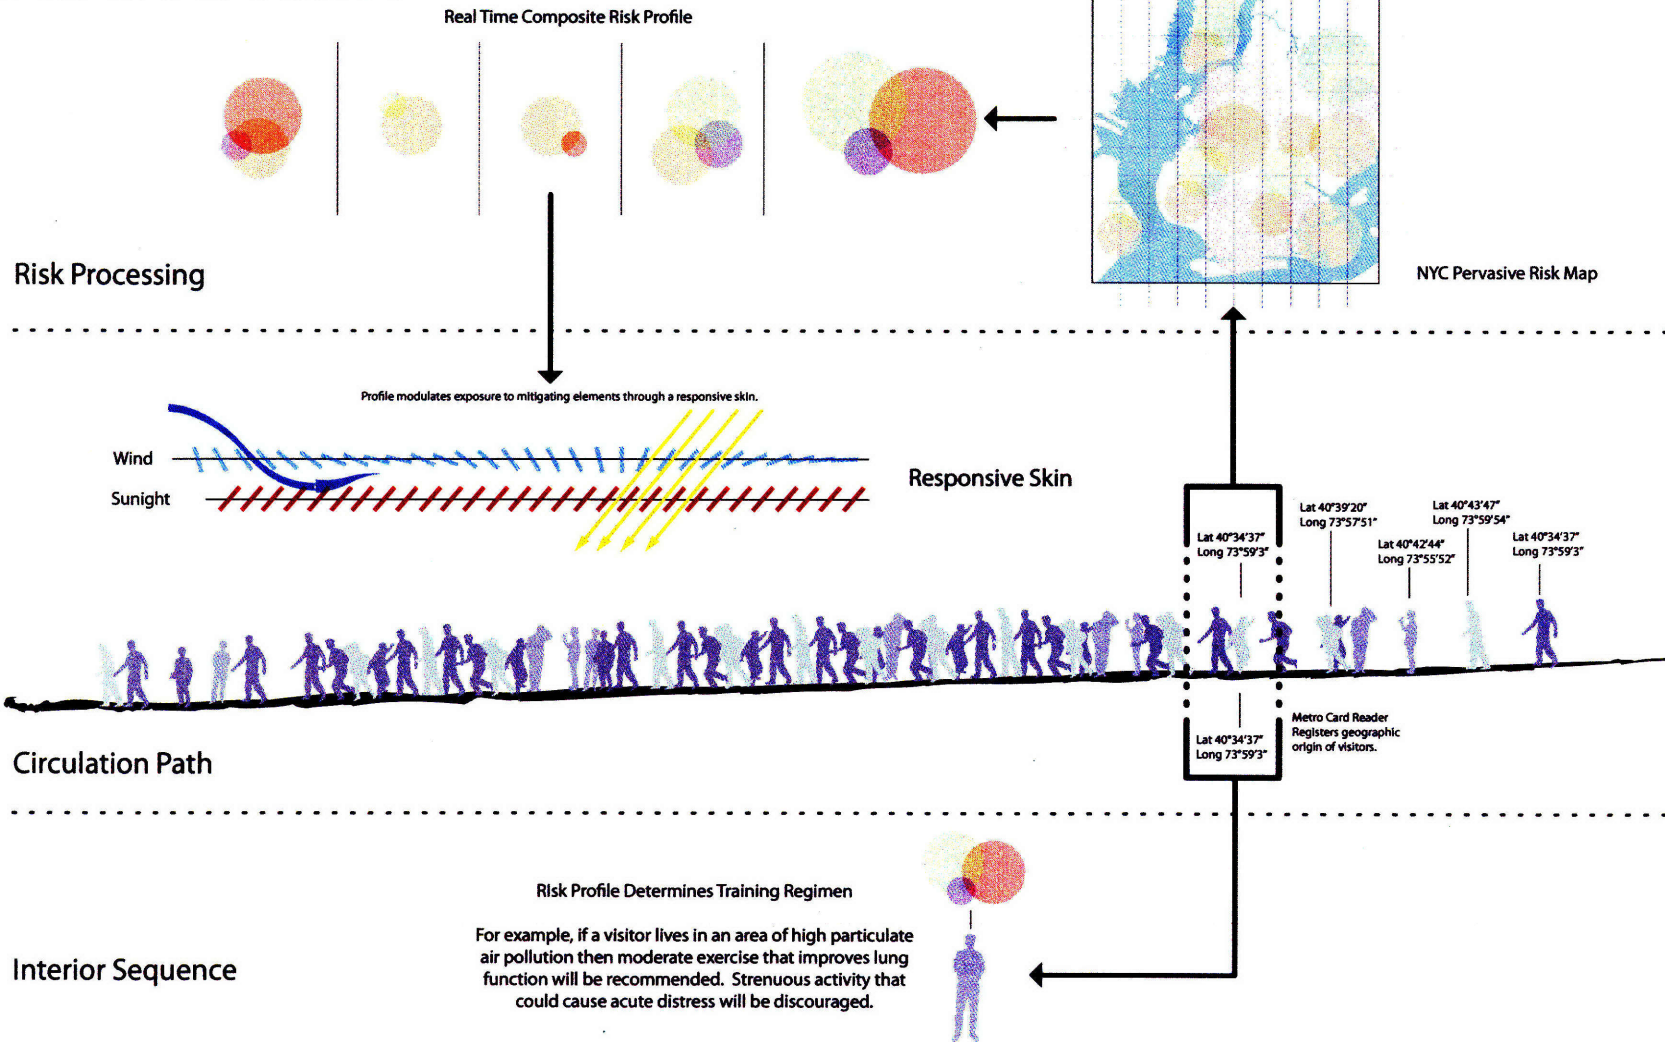 Real Time Composite Risk Profile
Risk Processing
NYC Pervasive Risk Map
Profile modulates exposure to mitigating elements through a responsive skin.
Wind
Sunight
Responsive Skin
Lat 40°34'37"
Long 73°59'3"
Lat 40°39'20"
Long 73°57'51"
Lat 40°42'44"
Long 73°55'52"
Lat 40°43'47"
Long 73°59'54"
Lat 40°34'37"
Long 73°59'3"
Lat 40°34'37"
Long 73°59'3"
Metro Card Reader
Registers geographic
origin of visitors.
Circulation Path
RIsk Profile Determines Training Regimen
For example, if a visitor lives in an area of high particulate
air pollution then moderate exercise that improves lung
function will be recommended. Strenuous activity that
could cause acute distress will be discouraged.
Interior Sequence